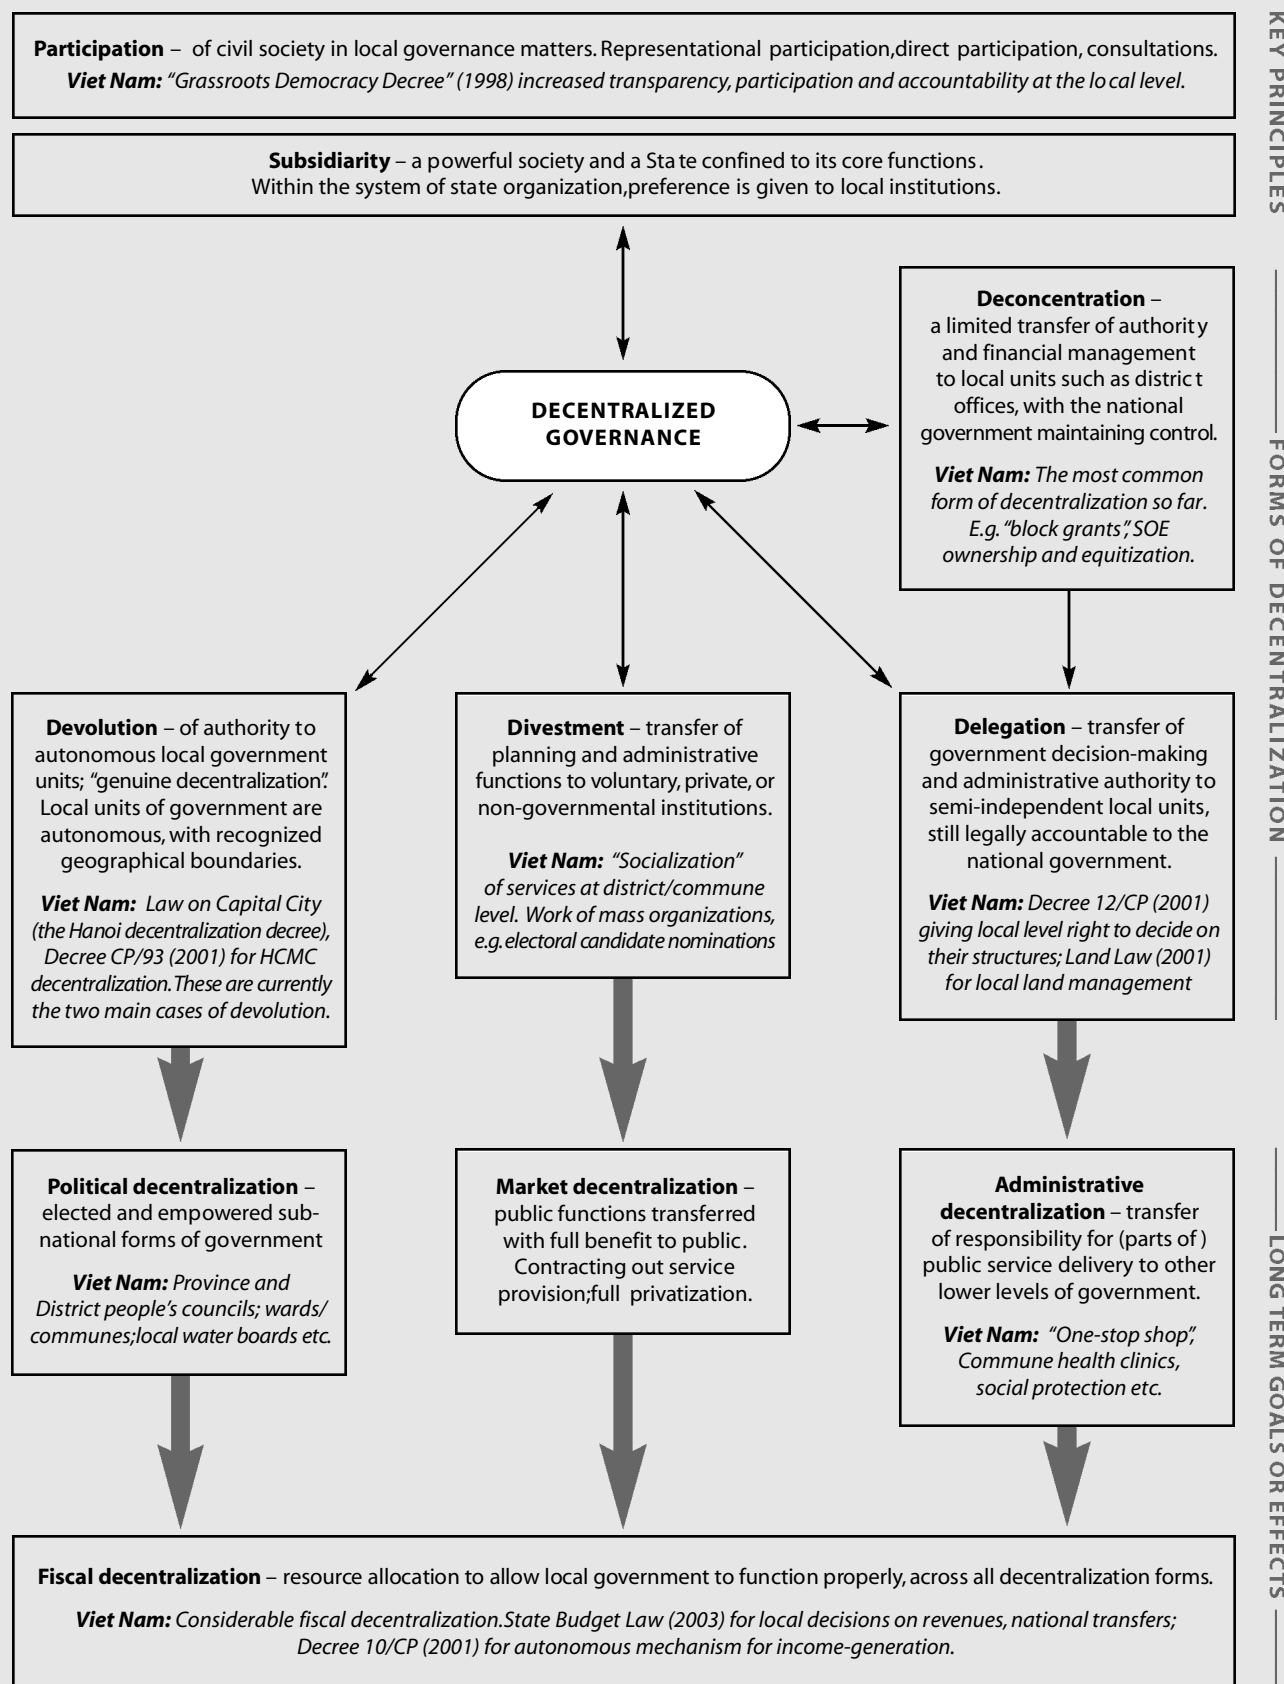 Participation – of civil society in local governance matters. Representational participation, direct participation, consultations.
Viet Nam: “Grassroots Democracy Decree” (1998) increased transparency, participation and accountability at the local level.
Subsidiarity – a powerful society and a State confined to its core functions.
Within the system of state organization, preference is given to local institutions.
KEY PRINCIPLES
DECENTRALIZED
GOVERNANCE
Deconcentration –
a limited transfer of authority
and financial management
to local units such as district
offices, with the national
government maintaining control.
Viet Nam: The most common
form of decentralization so far.
E.g. “block grants”, SOE
ownership and equitization.
FORMS OF DECENTRALIZATION
Devolution – of authority to
autonomous local government
units; “genuine decentralization”.
Local units of government are
autonomous, with recognized
geographical boundaries.
Viet Nam: Law on Capital City
(the Hanoi decentralization decree),
Decree CP/93 (2001) for HCMC
decentralization. These are currently
the two main cases of devolution.
Divestment – transfer of
planning and administrative
functions to voluntary, private, or
non-governmental institutions.
Viet Nam: “Socialization”
of services at district/commune
level. Work of mass organizations,
e.g. electoral candidate nominations
Delegation – transfer of
government decision-making
and administrative authority to
semi-independent local units,
still legally accountable to the
national government.
Viet Nam: Decree 12/CP (2001)
giving local level right to decide on
their structures; Land Law (2001)
for local land management
Political decentralization –
elected and empowered sub-
national forms of government
Viet Nam: Province and
District people’s councils; wards/
communes; local water boards etc.
Market decentralization –
public functions transferred
with full benefit to public.
Contracting out service
provision; full privatization.
Administrative
decentralization – transfer
of responsibility for (parts of)
public service delivery to other
lower levels of government.
Viet Nam: “One-stop shop”,
Commune health clinics,
social protection etc.
LONG TERM GOALS OR EFFECTS
Fiscal decentralization – resource allocation to allow local government to function properly, across all decentralization forms.
Viet Nam: Considerable fiscal decentralization. State Budget Law (2003) for local decisions on revenues, national transfers;
Decree 10/CP (2001) for autonomous mechanism for income-generation.